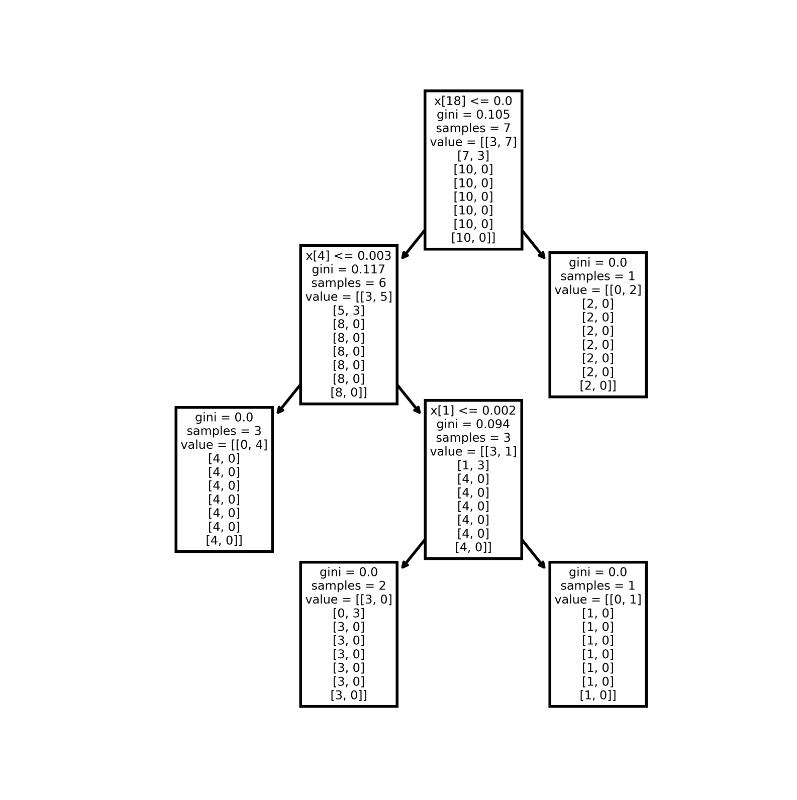 x[18] <= 0.0
gini = 0.105
samples = 7
value = [[3, 7]
[7, 3]
[10, 0]
[10, 0]
[10, 0]
[10, 0]
[10, 0]
[10, 0]]
x[4] <= 0.003
gini = 0.117
samples = 6
value = [[3, 5]
[5, 3]
[8, 0]
[8, 0]
[8, 0]
[8, 0]
[8, 0]
[8, 0]]
gini = 0.0
samples = 1
value = [[0, 2]
[2, 0]
[2, 0]
[2, 0]
[2, 0]
[2, 0]
[2, 0]
[2, 0]]
gini = 0.0
samples = 3
value = [[0, 4]
[4, 0]
[4, 0]
[4, 0]
[4, 0]
[4, 0]
[4, 0]
[4, 0]]
x[1] <= 0.002
gini = 0.094
samples = 3
value = [[3, 1]
[1, 3]
[4, 0]
[4, 0]
[4, 0]
[4, 0]
[4, 0]
[4, 0]]
gini = 0.0
samples = 2
value = [[3, 0]
[0, 3]
[3, 0]
[3, 0]
[3, 0]
[3, 0]
[3, 0]
[3, 0]]
gini = 0.0
samples = 1
value = [[0, 1]
[1, 0]
[1, 0]
[1, 0]
[1, 0]
[1, 0]
[1, 0]
[1, 0]]